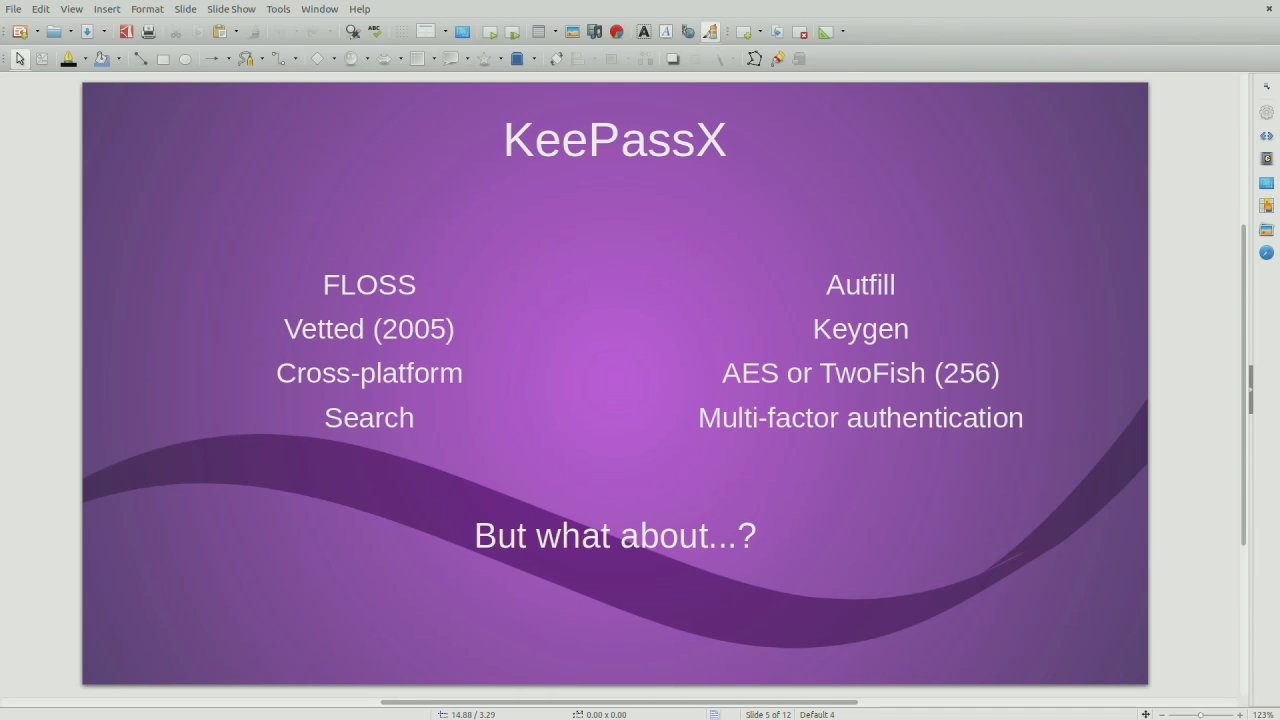 File Edit View Insert Format Slide Slide Show Tools Window Help
KeePassX
FLOSS
Vetted (2005)
Cross-platform
Search
Autfill
Keygen
AES or TwoFish (256)
Multi-factor authentication
But what about...?
14.88 / 3.29 0.00 x 0.00 Slide 5 of 12 Default 4 123%